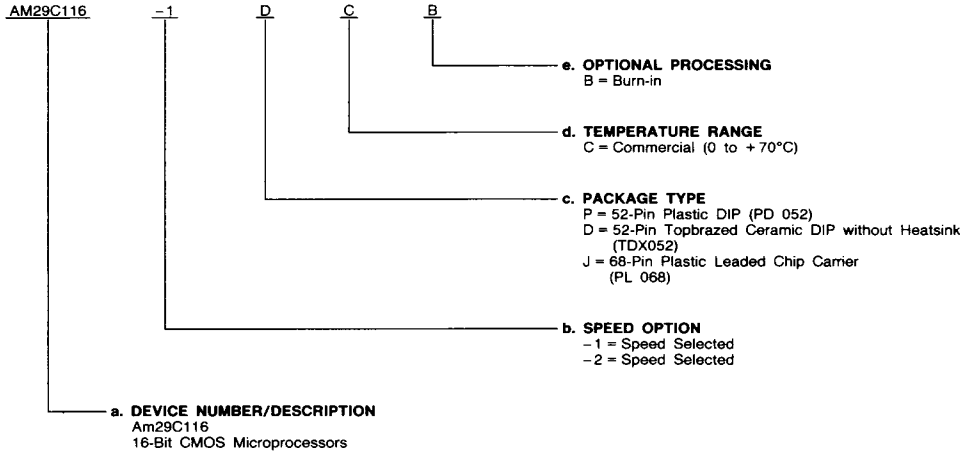 AM29C116 -1 D C B
e. OPTIONAL PROCESSING
B = Burn-in
d. TEMPERATURE RANGE
C = Commercial (0 to +70°C)
c. PACKAGE TYPE
P = 52-Pin Plastic DIP (PD 052)
D = 52-Pin Topbrazed Ceramic DIP without Heatsink
(TDX052)
J = 68-Pin Plastic Leaded Chip Carrier
(PL 068)
b. SPEED OPTION
-1 = Speed Selected
-2 = Speed Selected
a. DEVICE NUMBER/DESCRIPTION
Am29C116
16-Bit CMOS Microprocessors